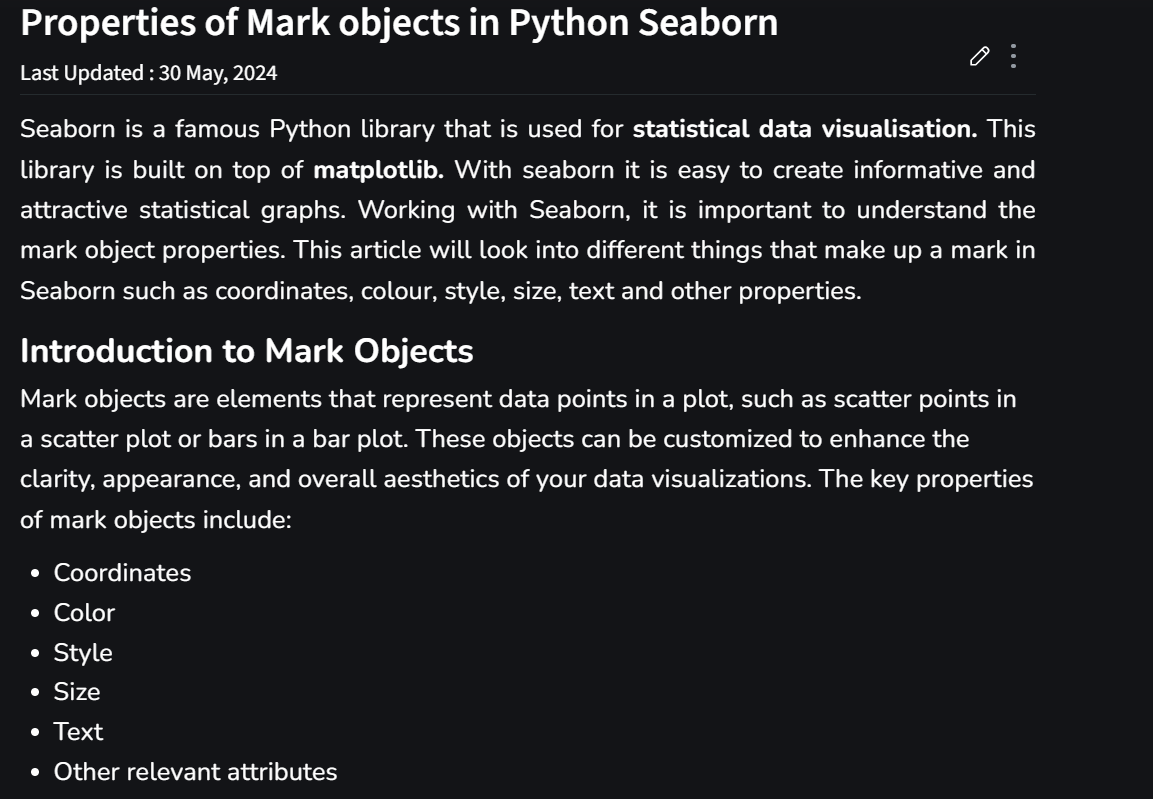 Properties of Mark objects in Python Seaborn
Last Updated : 30 May, 2024
Seaborn is a famous Python library that is used for statistical data visualisation. This
library is built on top of matplotlib. With seaborn it is easy to create informative and
attractive statistical graphs. Working with Seaborn, it is important to understand the
mark object properties. This article will look into different things that make up a mark in
Seaborn such as coordinates, colour, style, size, text and other properties.
Introduction to Mark Objects
Mark objects are elements that represent data points in a plot, such as scatter points in
a scatter plot or bars in a bar plot. These objects can be customized to enhance the
clarity, appearance, and overall aesthetics of your data visualizations. The key properties
of mark objects include:
• Coordinates
• Color
• Style
• Size
• Text
• Other relevant attributes